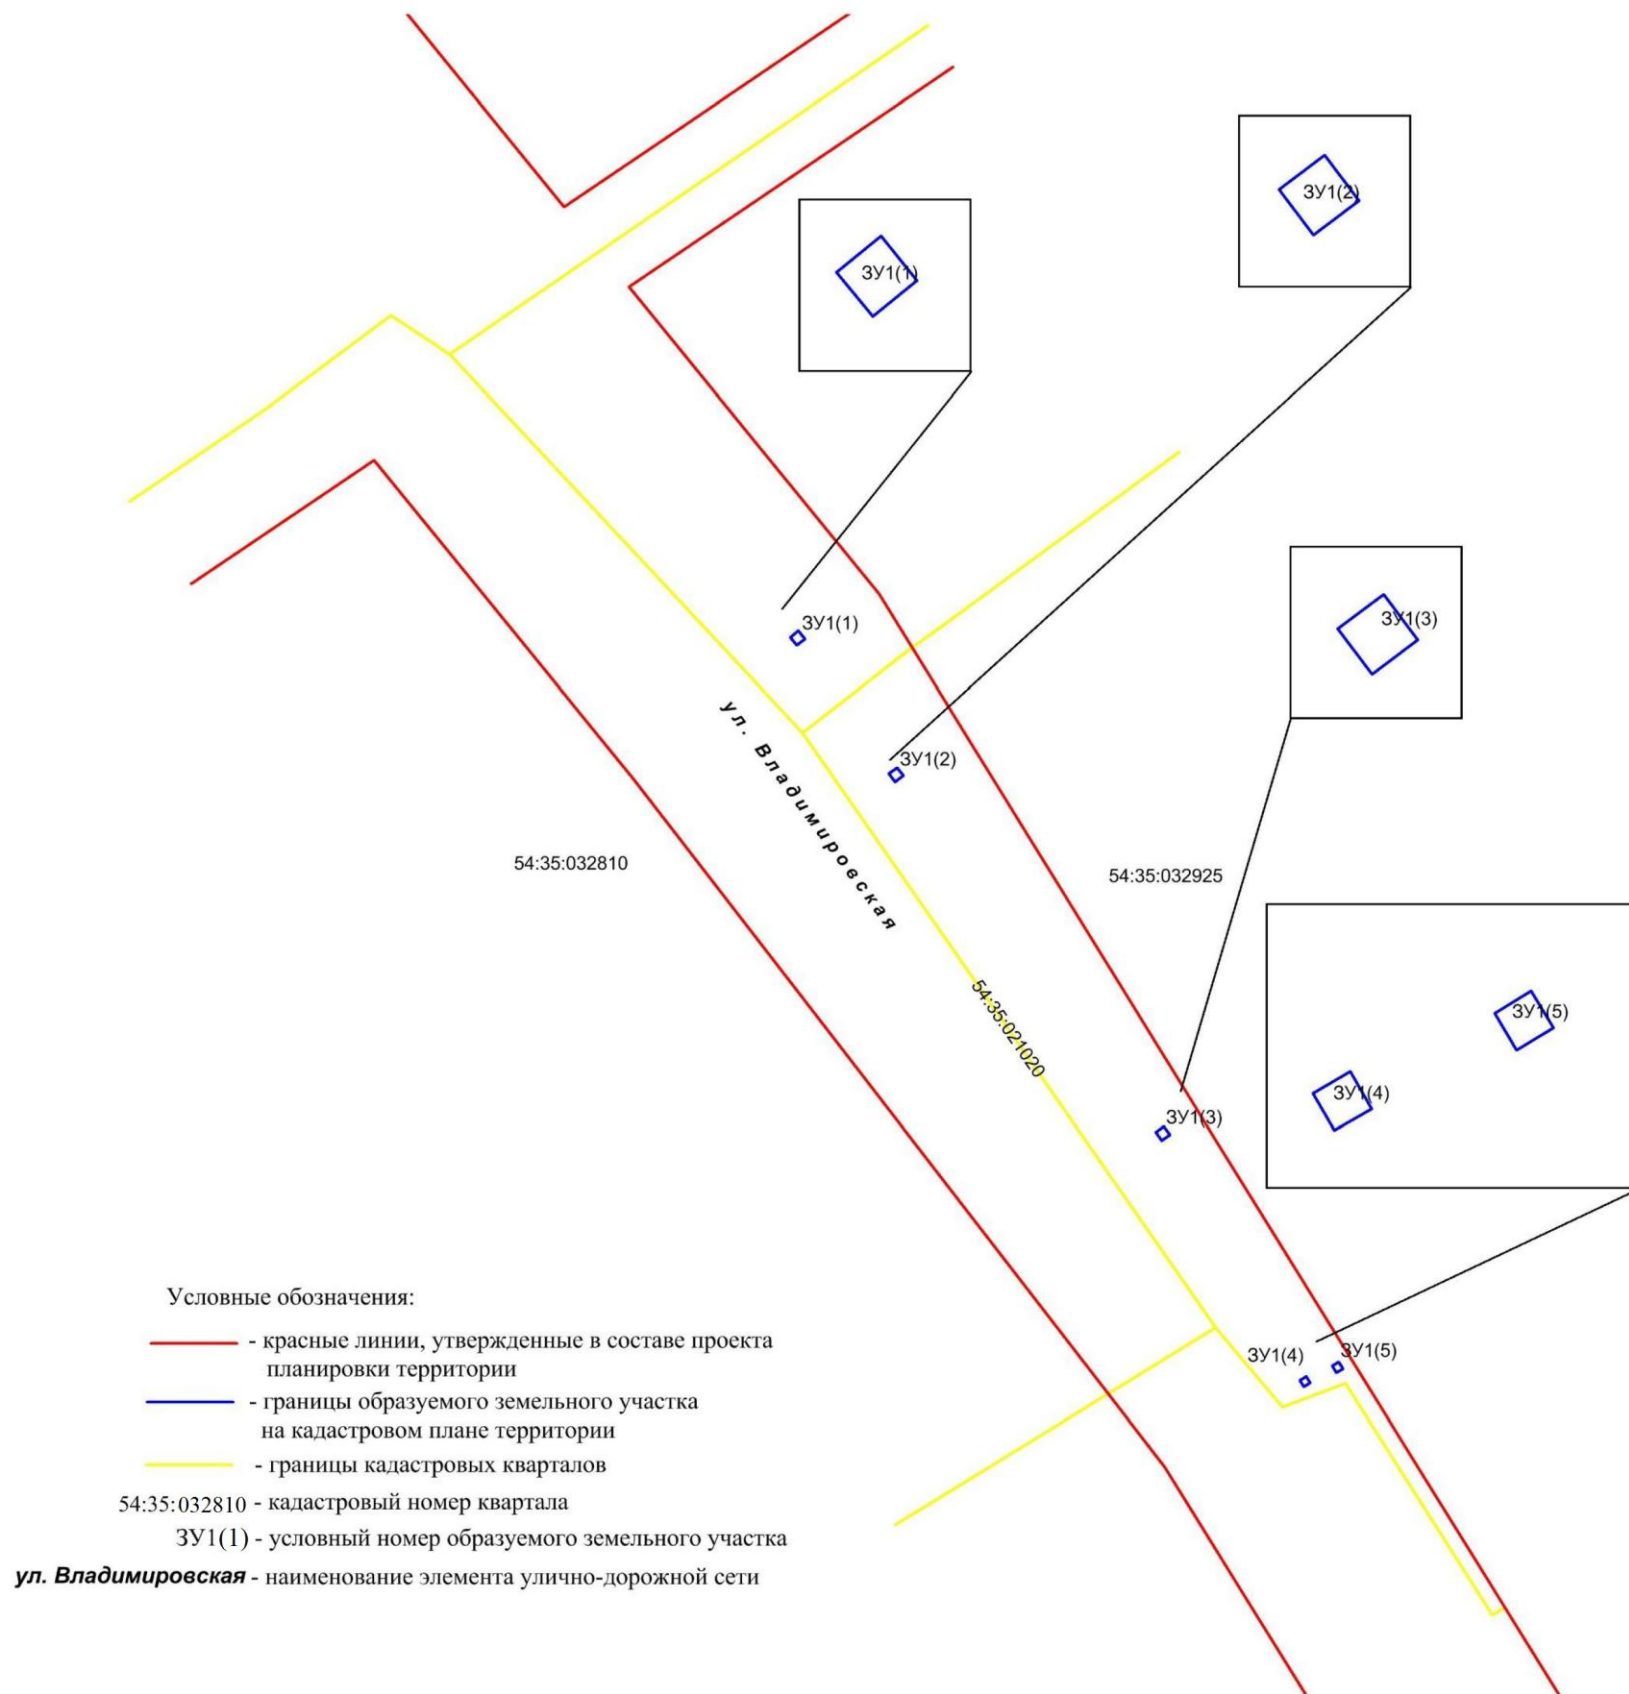 ЗУ1(2)
ЗУ1(1)
ЗУ1(3)
ЗУ1(1)
ул. Владимировская
ЗУ1(2)
54:35:032810
54:35:032925
54:35:021020
ЗУ1(5)
ЗУ1(4)
ЗУ1(3)
ЗУ1(4)
ЗУ1(5)
Условные обозначения:
- красные линии, утвержденные в составе проекта
планировки территории
- границы образуемого земельного участка
на кадастровом плане территории
- границы кадастровых кварталов
54:35:032810 - кадастровый номер квартала
ЗУ1(1) - условный номер образуемого земельного участка
ул. Владимировская - наименование элемента улично-дорожной сети